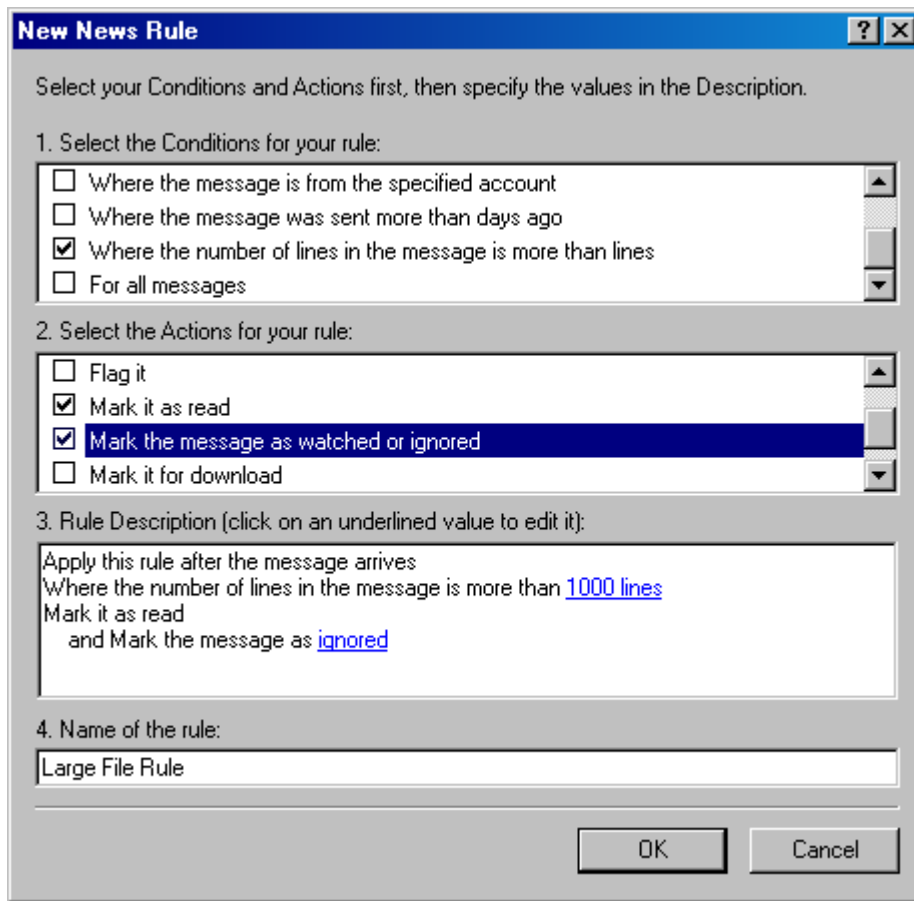 New News Rule
Select your Conditions and Actions first, then specify the values in the Description.
1. Select the Conditions for your rule:
Where the message is from the specified account
Where the message was sent more than days ago
Where the number of lines in the message is more than lines
For all messages
2. Select the Actions for your rule:
Flag it
Mark it as read
Mark the message as watched or ignored
Mark it for download
3. Rule Description (click on an underlined value to edit it):
Apply this rule after the message arrives
Where the number of lines in the message is more than 1000 lines
Mark it as read
and Mark the message as ignored
4. Name of the rule:
Large File Rule
OK Cancel